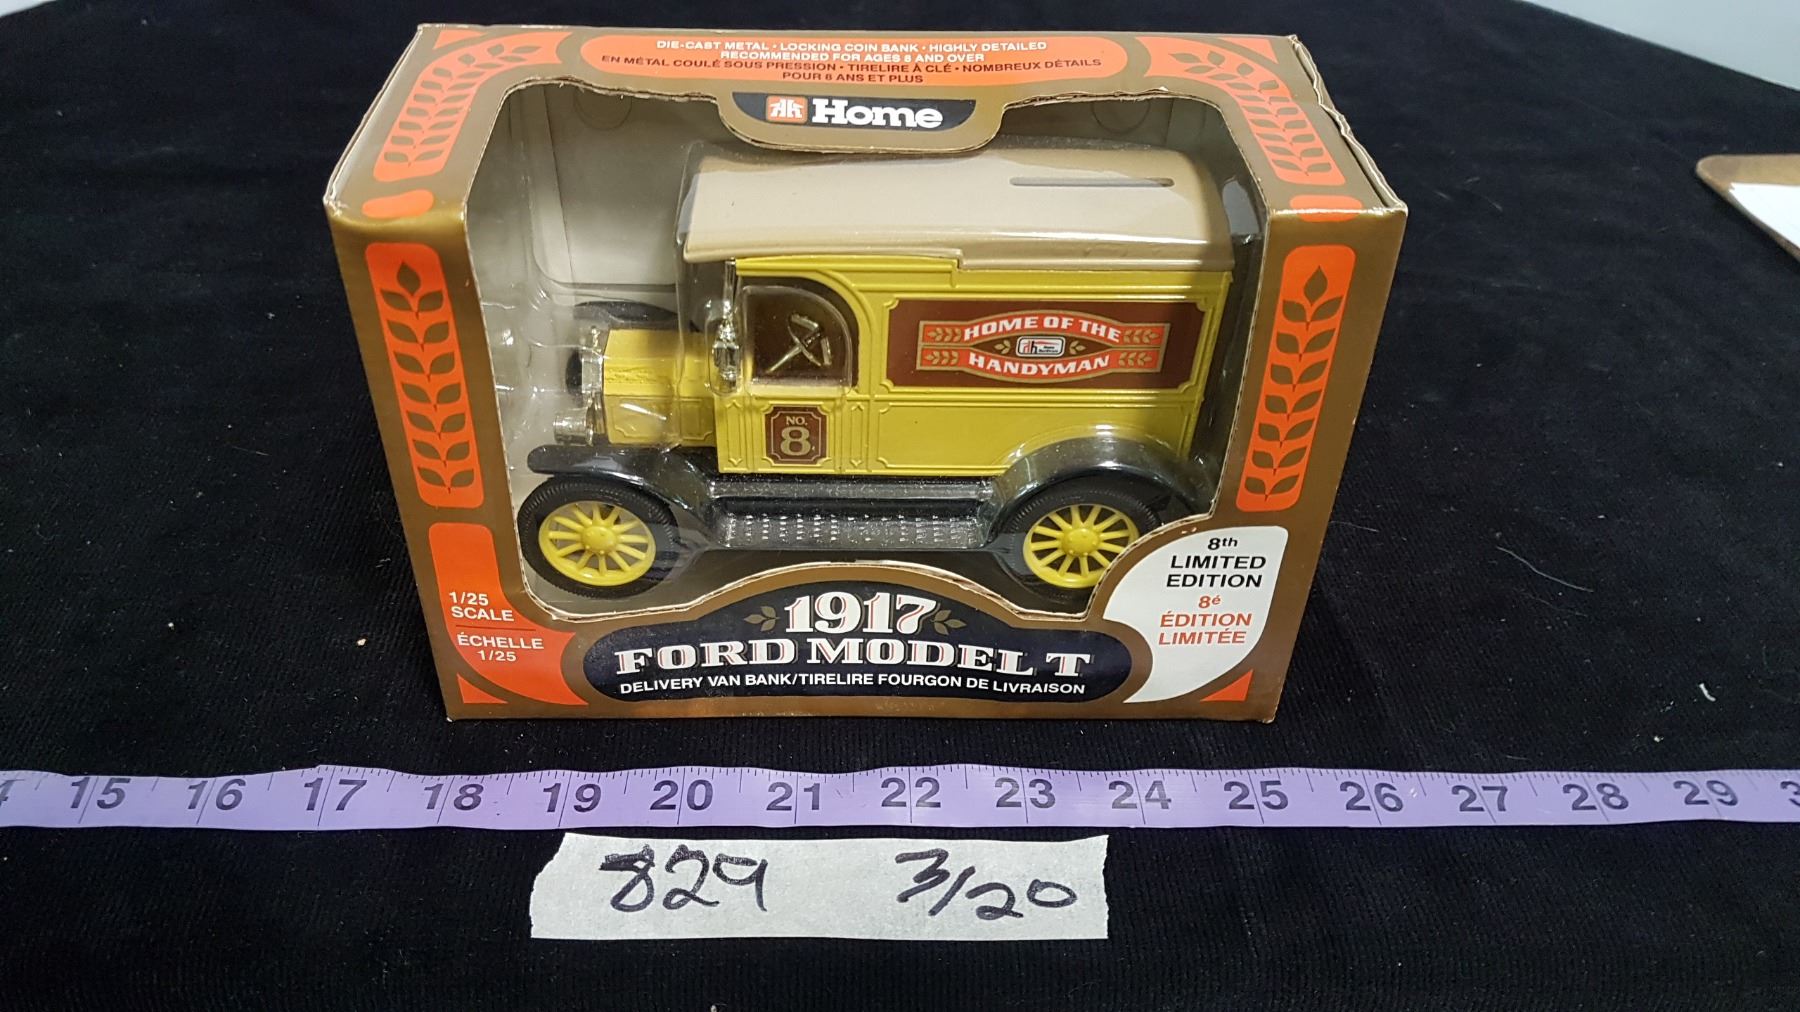 DIE-CAST METAL • LOCKING COIN BANK • HIGHLY DETAILED
RECOMMENDED FOR AGES 8 AND OVER
EN MÉTAL COULÉ SOUS PRESSION • TIRELIRE À CLÉ • NOMBREUX DÉTAILS
POUR 8 ANS ET PLUS
Home
HOME OF THE
HANDYMAN
NO.
8
8th
LIMITED
EDITION
8é
ÉDITION
LIMITÉE
1/25
SCALE
ÉCHELLE
1/25
1917
FORD MODEL T
DELIVERY VAN BANK/TIRELIRE FOURGON DE LIVRAISON
15 16 17 18 19 20 21 22 23 24 25 26 27 28 29
829 3/20